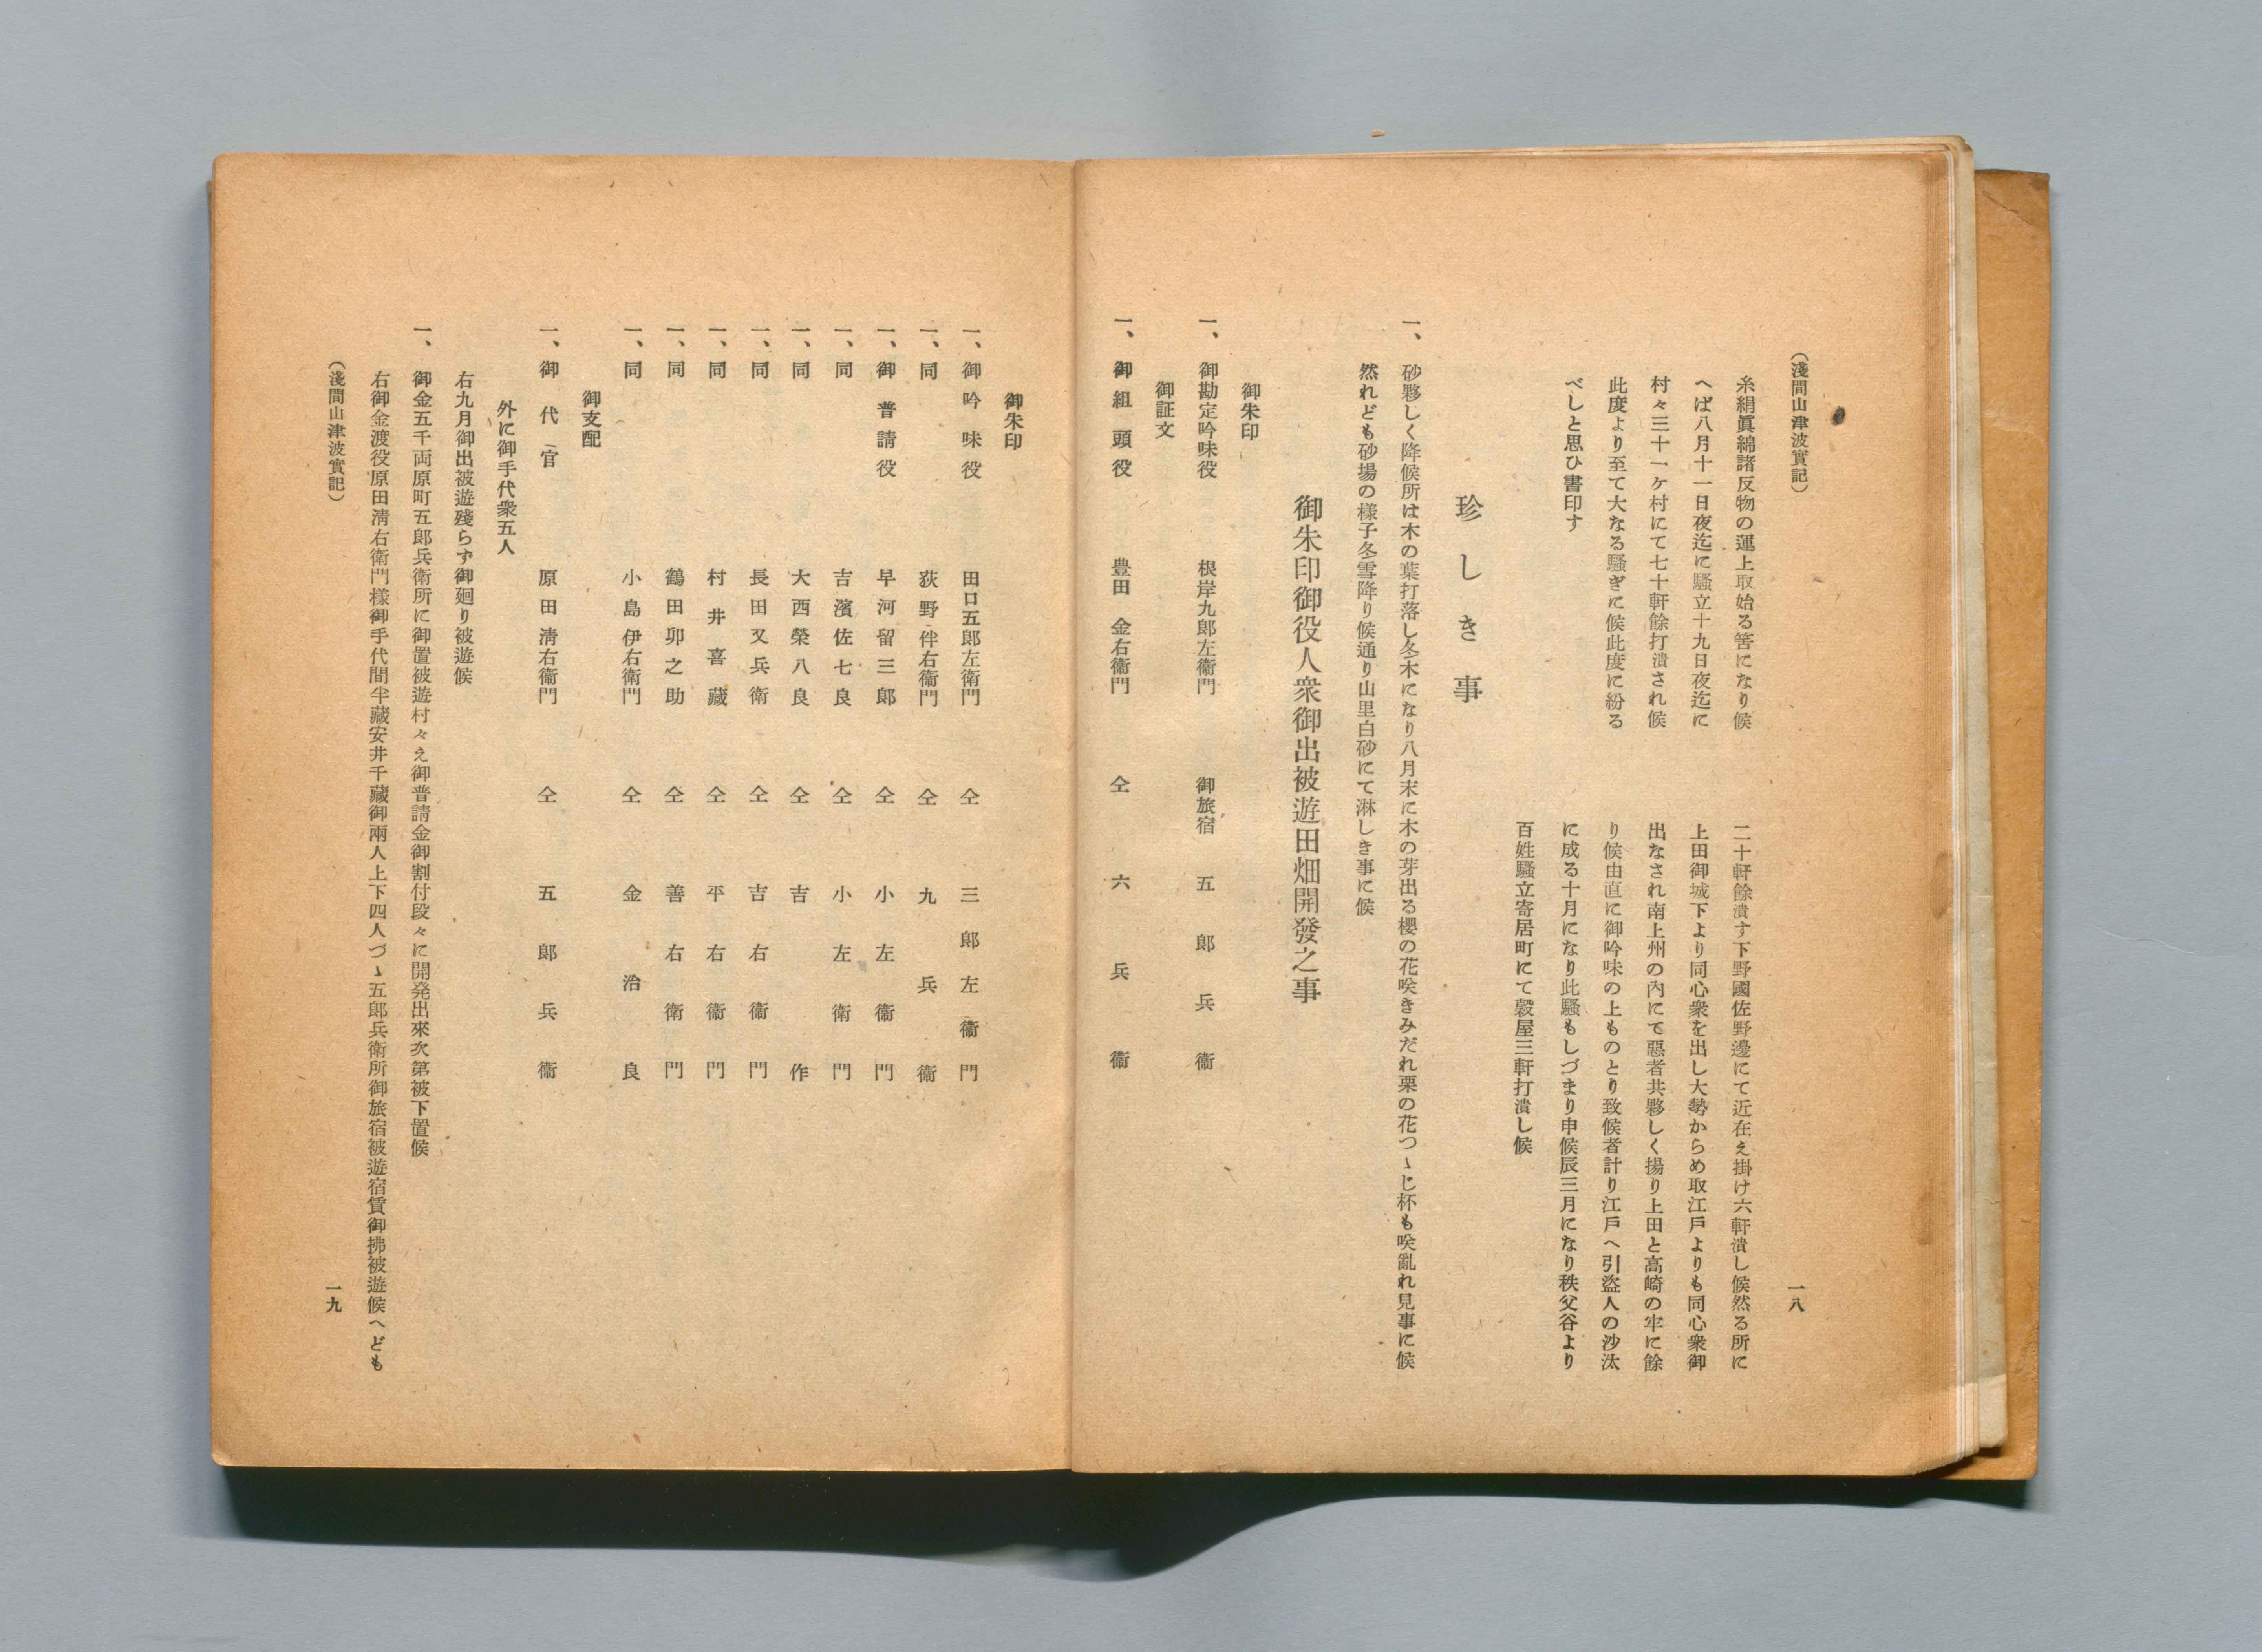 (淺間山津波實記)
糸絹眞綿諸反物の運上取始る筈になり候
へば八月十一日夜迄に騒立十九日夜迄に
村々三十一ヶ村にて七十軒餘打潰され候
此度より至て大なる騒ぎに候此度に紛る
べしと思ひ書印す
二十軒餘潰す下野國佐野邊にて近在え掛け六軒潰し候然る所に
上田御城下より同心衆を出し大勢からめ取江戸よりも同心衆御
出なされ南上州の內にて惡者共夥しく揚り上田と高崎の牢に餘
り候由直に御吟味の上ものとり致候者計り江戸へ引盜人の沙汰
に成る十月になり此騒もしづまり申候辰三月になり秩父谷より
百姓騒立寄居町にて穀屋三軒打潰し候
珍しき事
一、砂夥しく降候所は木の葉打落し冬木になり八月末に木の芽出る櫻の花咲きみだれ栗の花つゝじ杯も咲亂れ見事に候
然れども砂場の樣子冬雪降り候通り山里白砂にて淋しき事に候
御朱印御役人衆御出被遊田畑開發之事
御朱印
一、御勘定吟味役 根岸九郎左衞門 御旅宿 五郎兵衞
御証文
一、御組頭役 豊田金右衞門 仝 六兵衞
一八
御朱印
一、御吟味役 田口五郎左衞門 仝 三郎左衞門
一、同 荻野伴右衞門 仝 九兵衞
一、御普請役 早河留三郎 仝 小左衞門
一、同 吉濱佐七良 仝 小左衞門
一、同 大西榮八良 仝 吉作
一、同 長田又兵衞 仝 吉右衞門
一、同 村井喜藏 仝 平右衞門
一、同 鶴田卯之助 仝 善右衞門
一、同 小島伊右衞門 仝 金治良
御支配
一、御代官 原田淸右衞門 仝 五郎兵衞
外に御手代衆五人
右九月御出被遊殘らず御廻り被遊候
一、御金五千両原町五郎兵衞所に御置被遊村々え御普請金御割付段々に開発出來次第被下置候
右御金渡役原田淸右衞門樣御手代間半藏安井千藏御兩人上下四人づゝ五郎兵衞所御旅宿被遊宿賃御拂被遊候へども
(淺間山津波實記)
一九